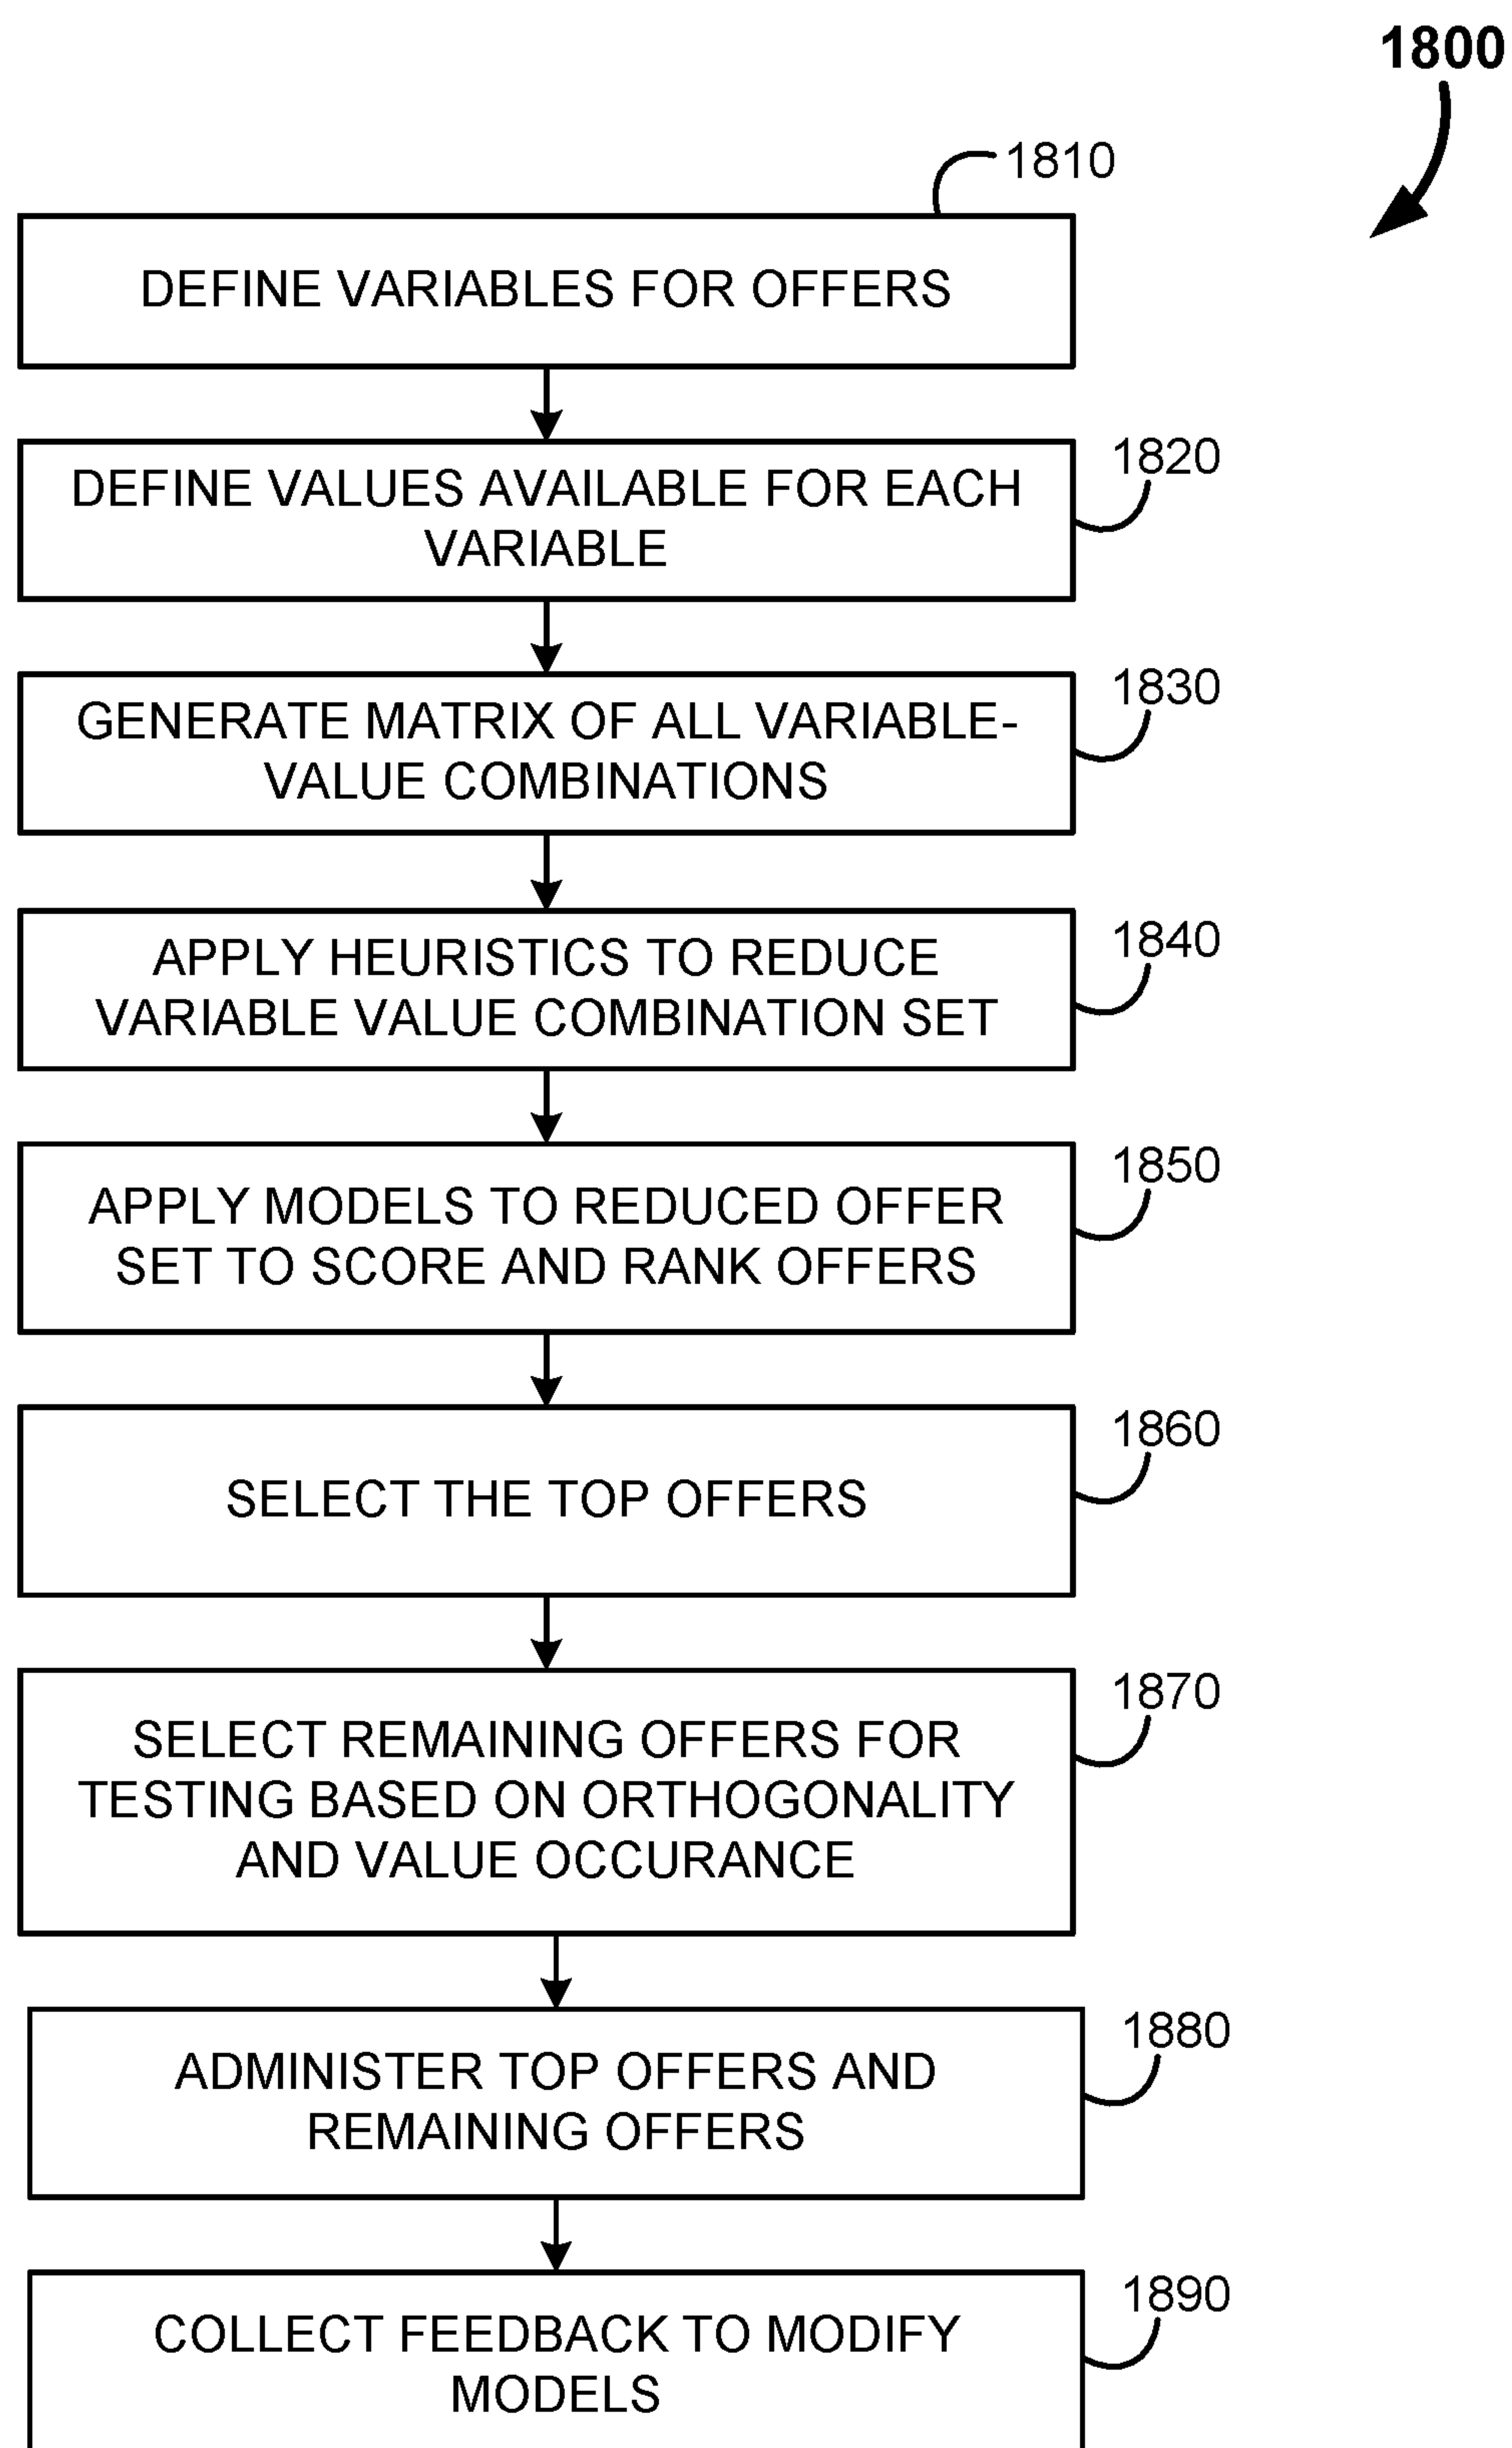 1800
1810
DEFINE VARIABLES FOR OFFERS
1820
DEFINE VALUES AVAILABLE FOR EACH
VARIABLE
1830
GENERATE MATRIX OF ALL VARIABLE-
VALUE COMBINATIONS
1840
APPLY HEURISTICS TO REDUCE
VARIABLE VALUE COMBINATION SET
1850
APPLY MODELS TO REDUCED OFFER
SET TO SCORE AND RANK OFFERS
1860
SELECT THE TOP OFFERS
1870
SELECT REMAINING OFFERS FOR
TESTING BASED ON ORTHOGONALITY
AND VALUE OCCURANCE
1880
ADMINISTER TOP OFFERS AND
REMAINING OFFERS
1890
COLLECT FEEDBACK TO MODIFY
MODELS